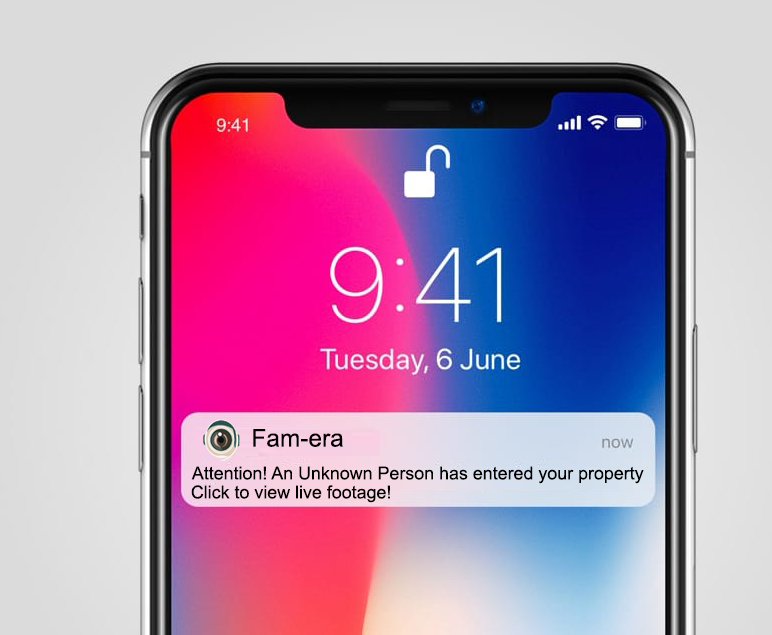 9:41
9:41
Tuesday, 6 June
Fam-era
now
Attention! An Unknown Person has entered your property
Click to view live footage!